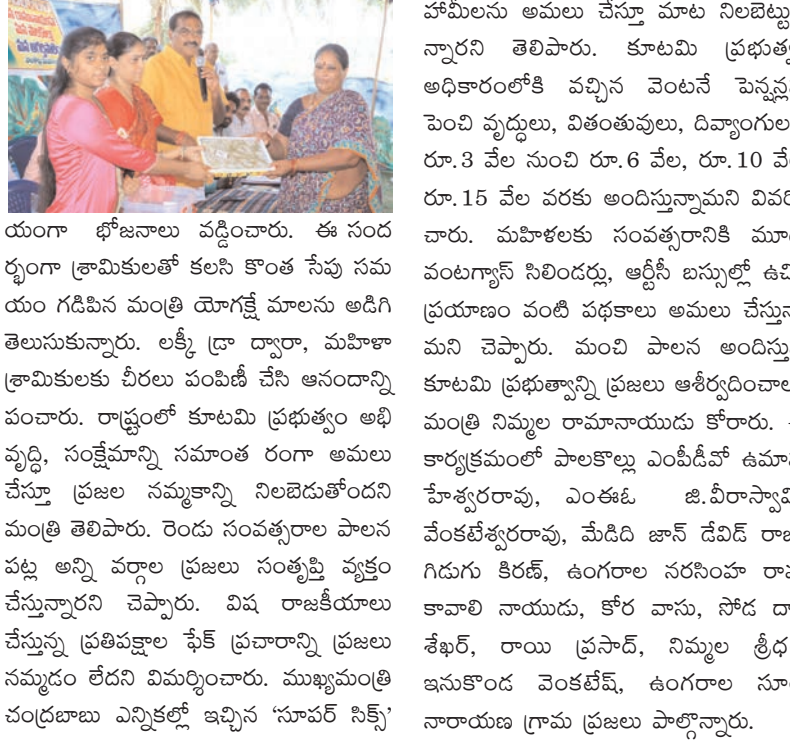 యంగా భోజనాలు వడ్డించారు. ఈ సంద
ర్భంగా శ్రామికులతో కలసి కొంత సేపు సమ
యం గడిపిన మంత్రి యోగక్షే మాలను అడిగి
తెలుసుకున్నారు. లక్కీ డ్రా ద్వారా, మహిళా
శ్రామికులకు చీరలు పంపిణీ చేసి ఆనందాన్ని
పంచారు. రాష్ట్రంలో కూటమి ప్రభుత్వం అభి
వృద్ధి, సంక్షేమాన్ని సమాంత రంగా అమలు
చేస్తూ ప్రజల నమ్మకాన్ని నిలబెడుతోందని
మంత్రి తెలిపారు. రెండు సంవత్సరాల పాలన
పట్ల అన్ని వర్గాల ప్రజలు సంతృప్తి వ్యక్తం
చేస్తున్నారని చెప్పారు. విష రాజకీయాలు
చేస్తున్న ప్రతిపక్షాల ఫేక్ ప్రచారాన్ని ప్రజలు
నమ్మడం లేదని విమర్శించారు. ముఖ్యమంత్రి
చంద్రబాబు ఎన్నికల్లో ఇచ్చిన ‘సూపర్ సిక్స్’
హామీలను అమలు చేస్తూ మాట నిలబెట్టు
న్నారని తెలిపారు. కూటమి
అధికారంలోకి వచ్చిన వెంటనే
పెంచి వృద్ధులు, వితంతువులు, దివ్యాంగుల
రూ.3 వేల నుంచి రూ.6 వేల, రూ.10
రూ.15 వేల వరకు అందిస్తున్నామని
చారు. మహిళలకు సంవత్సరానికి
వంటగ్యాస్ సిలిండర్లు, ఆర్టీసీ బస్సుల్లో
ప్రయాణం వంటి పథకాలు అమలు
మని చెప్పారు. మంచి పాలన
కూటమి ప్రభుత్వాన్ని ప్రజలు
మంత్రి నిమ్మల రామానాయుడు కోరారు.
కార్యక్రమంలో పాలకొల్లు ఎంపీడీవో
హేశ్వరరావు, ఎంఈఓ
వేంకటేశ్వరరావు, మేడిది జాన్ డేవిడ్
గిడుగు కిరణ్, ఉంగరాల నరసింహ
కావాలి నాయుడు, కోర వాసు, సోడ
శేఖర్, రాయి ప్రసాద్, నిమ్మల
ఇనుకొండ వెంకటేష్, ఉంగరాల
నారాయణ గ్రామ ప్రజలు పాల్గొన్నారు.